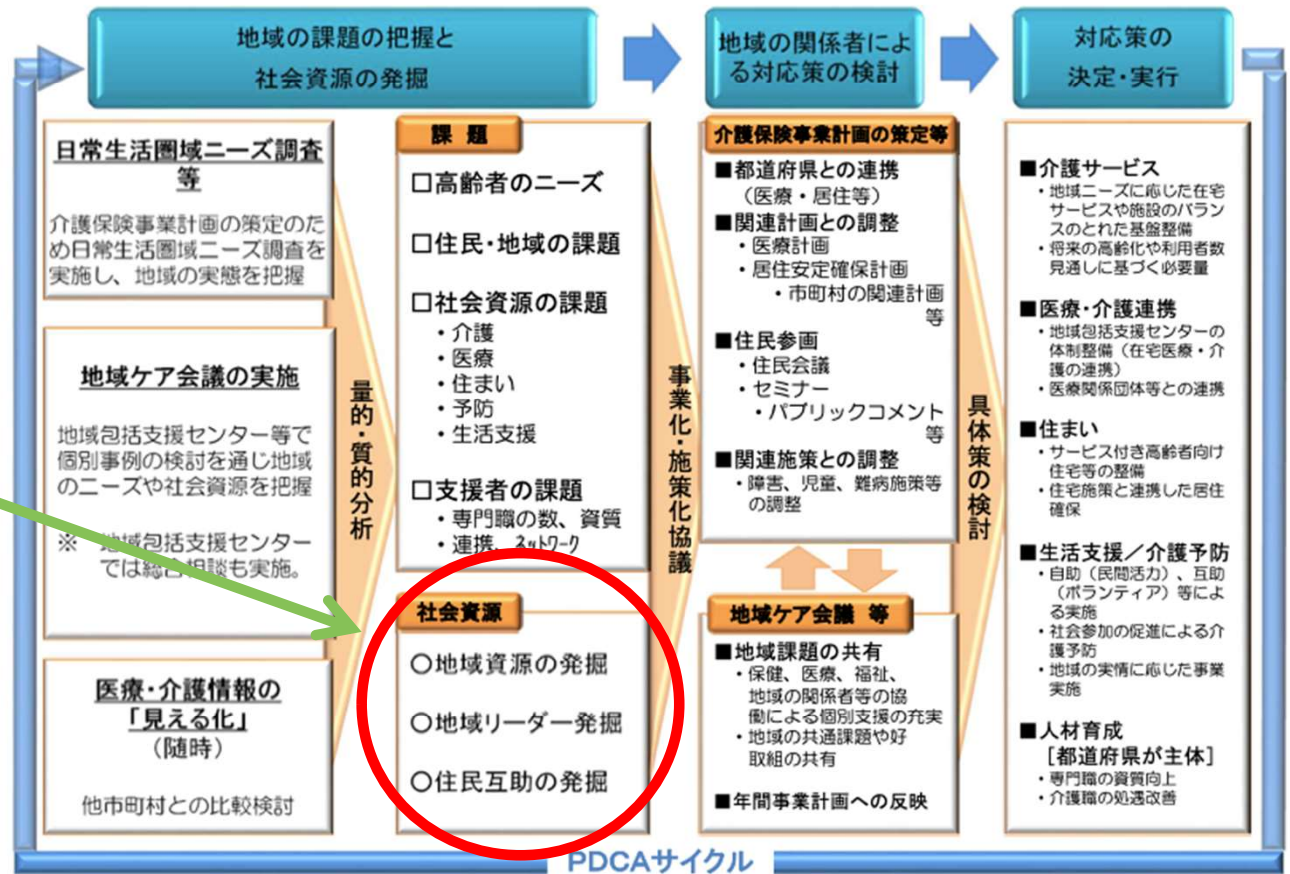 地域の課題の把握と
社会資源の発掘
地域の関係者によ
る対応策の検討
対応策の
決定・実行
日常生活圏域ニーズ調査
等
介護保険事業計画の策定のた
め日常生活圏域ニーズ調査を
実施し、地域の実態を把握
地域ケア会議の実施
地域包括支援センター等で
個別事例の検討を通じ地域
のニーズや社会資源を把握
※ 地域包括支援センター
では総合相談も実施。
医療・介護情報の
「見える化」
(随時)
他市町村との比較検討
量的・質的分析
課 題
□高齢者のニーズ
□住民・地域の課題
□社会資源の課題
・介護
・医療
・住まい
・予防
・生活支援
□支援者の課題
・専門職の数、資質
・連携、ネットワーク
社会資源
○地域資源の発掘
○地域リーダー発掘
○住民互助の発掘
事業化・施策化協議
介護保険事業計画の策定等
■都道府県との連携
(医療・居住等)
■関連計画との調整
・医療計画
・居住安定確保計画
・市町村の関連計画
等
■住民参画
・住民会議
・セミナー
・パブリックコメント
等
■関連施策との調整
・障害、児童、難病施策等
の調整
地域ケア会議 等
■地域課題の共有
・保健、医療、福祉、
地域の関係者等の協
働による個別支援の充実
・地域の共通課題や好
取組の共有
■年間事業計画への反映
具体策の検討
■介護サービス
・地域ニーズに応じた在宅
サービスや施設のバラン
スのとれた基盤整備
・将来の高齢化や利用者数
見通しに基づく必要量
■医療・介護連携
・地域包括支援センターの
体制整備(在宅医療・介
護の連携)
・医療関係団体等との連携
■住まい
・サービス付き高齢者向け
住宅等の整備
・住宅施策と連携した居住
確保
■生活支援/介護予防
・自助(民間活力)、互助
(ボランティア)等によ
る実施
・社会参加の促進による介
護予防
・地域の実情に応じた事業
実施
■人材育成
[都道府県が主体]
・専門職の資質向上
・介護職の処遇改善
PDCAサイクル